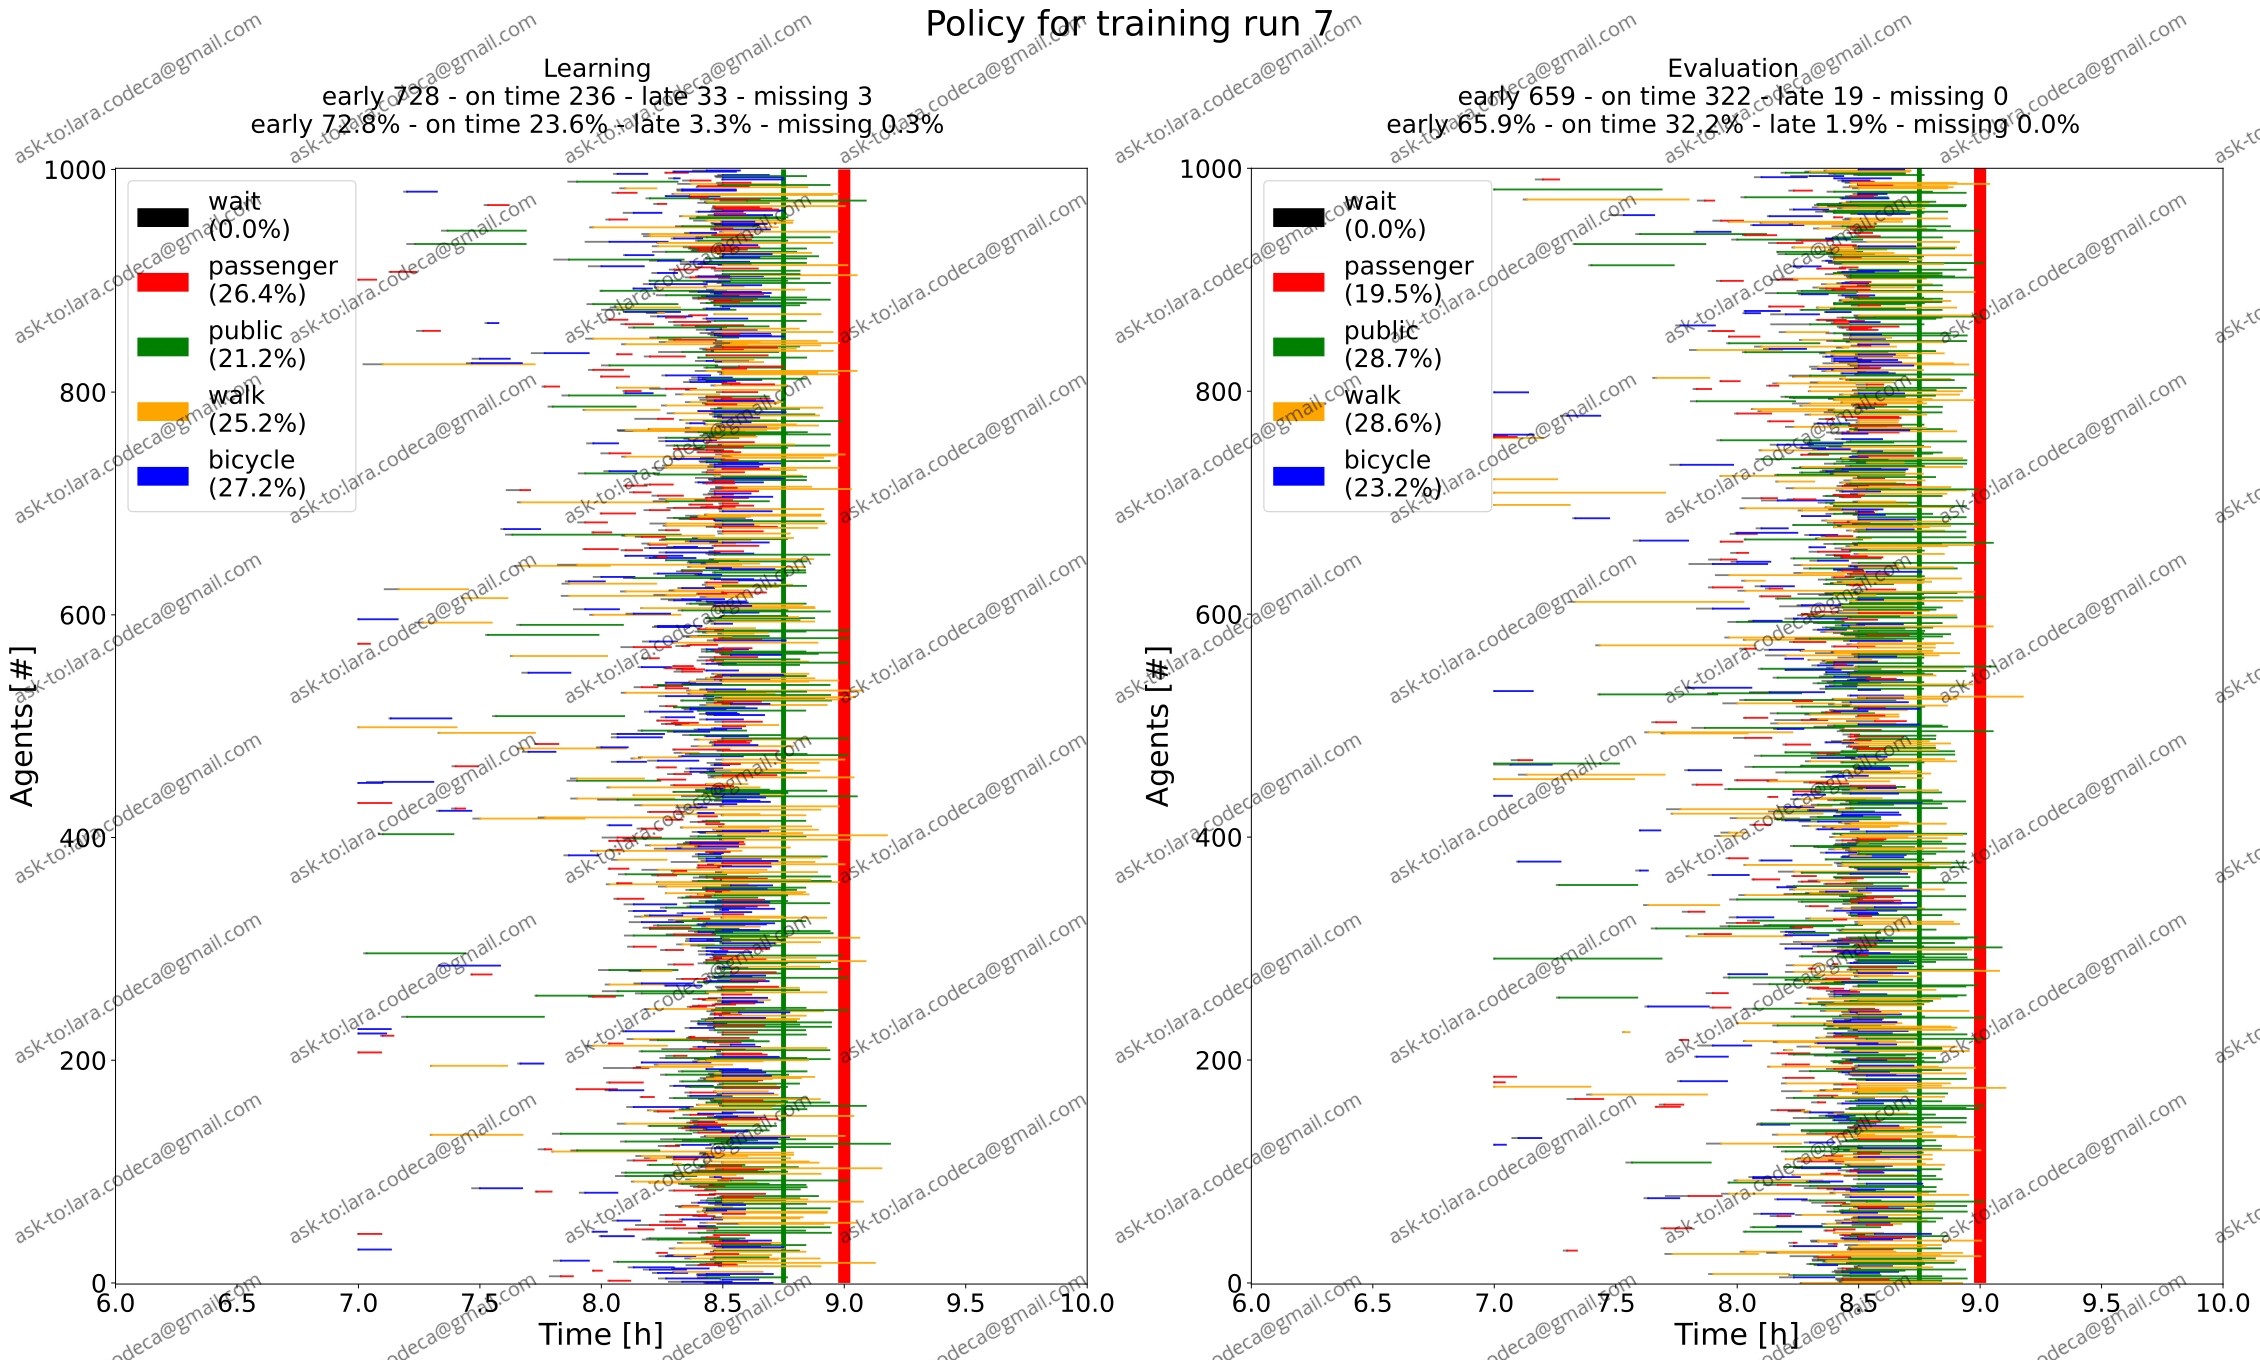 Policy for training run 7
Learning
early 728 - on time 236 - late 33 - missing 3
early 72.8% - on time 23.6% - late 3.3% - missing 0.3%
Evaluation
early 659 - on time 322 - late 19 - missing 0
early 65.9% - on time 32.2% - late 1.9% - missing 0.0%
Agents [#]
1000
800
600
400
200
0
wait
(0.0%)
passenger
(26.4%)
public
(21.2%)
walk
(25.2%)
bicycle
(27.2%)
6.0 6.5 7.0 7.5 8.0 8.5 9.0 9.5 10.0
Time [h]
Agents [#]
1000
800
600
400
200
0
wait
(0.0%)
passenger
(19.5%)
public
(28.7%)
walk
(28.6%)
bicycle
(23.2%)
6.0 6.5 7.0 7.5 8.0 8.5 9.0 9.5 10.0
Time [h]
ask-to:lara.codeca@gmail.com